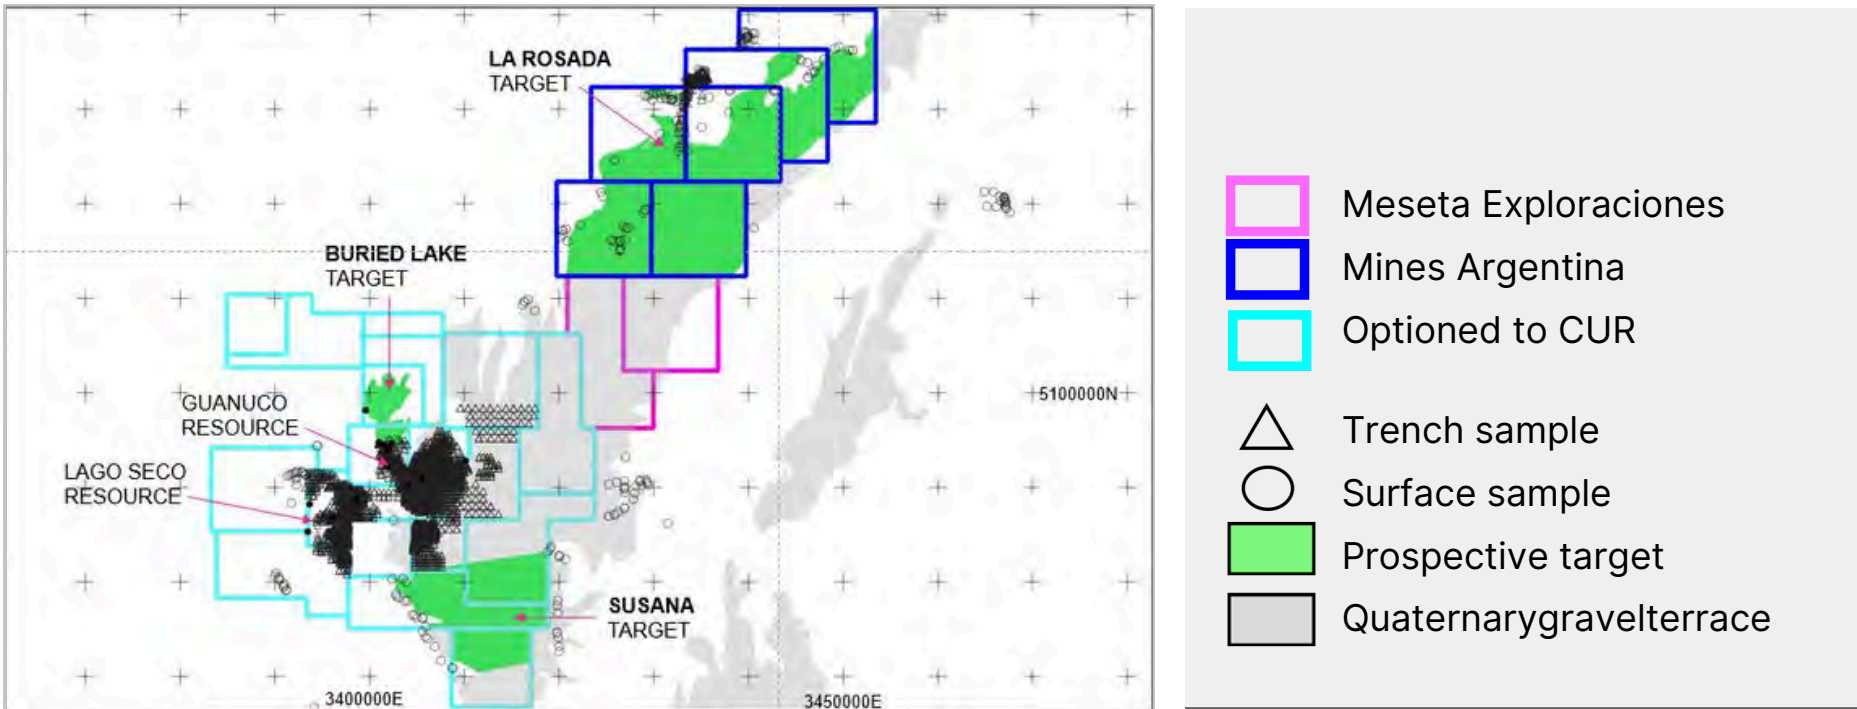 LA ROSADA
TARGET
BURIED LAKE
TARGET
GUANUCO
RESOURCE
5100000N
LAGO SECO
RESOURCE
SUSANA
TARGET
3400000E
3450000E
Meseta Exploraciones
Mines Argentina
Optioned to CUR
Trench sample
Surface sample
Prospective target
Quaternarygravelterrace